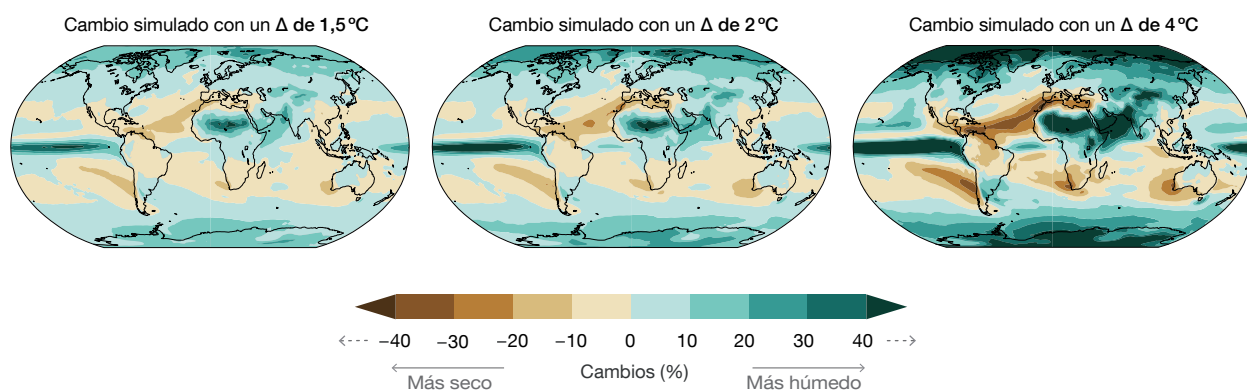 Cambio simulado con un Δ de 1,5 ºC
Cambio simulado con un Δ de 2 ºC
Cambio simulado con un Δ de 4 ºC
−40 −30 −20 −10 0 10 20 30 40
Cambios (%)
Más seco
Más húmedo